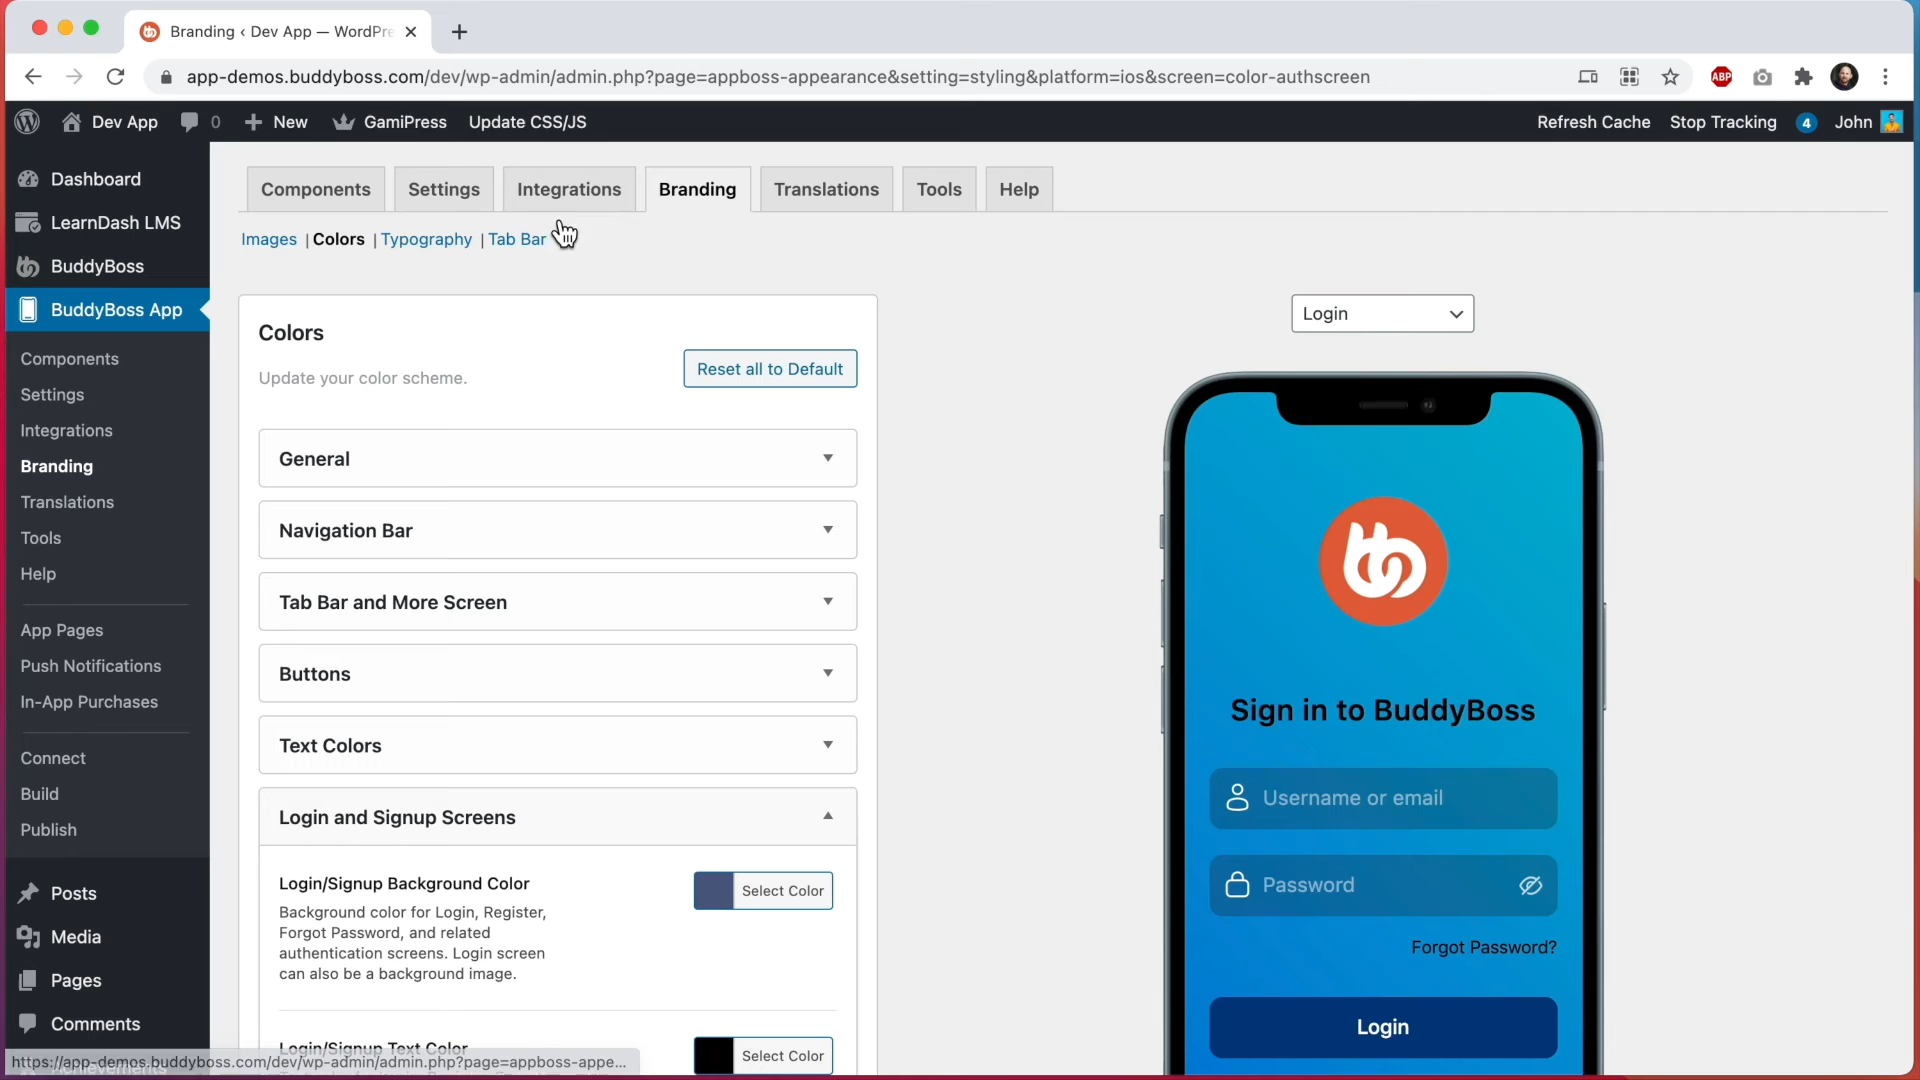 Branding ‹ Dev App — WordPre
app-demos.buddyboss.com/dev/wp-admin/admin.php?page=appboss-appearance&setting=styling&platform=ios&screen=color-authscreen
ABP
Dev App
0
New
GamiPress
Update CSS/JS
Refresh Cache
Stop Tracking
4
John
Dashboard
LearnDash LMS
BuddyBoss
BuddyBoss App
Components
Settings
Integrations
Branding
Translations
Tools
Help
App Pages
Push Notifications
In-App Purchases
Connect
Build
Publish
Posts
Media
Pages
Comments
https://app-demos.buddyboss.com/dev/wp-admin/admin.php?page=appboss-appe...
Components
Settings
Integrations
Branding
Translations
Tools
Help
Images | Colors | Typography | Tab Bar
Colors
Update your color scheme.
Reset all to Default
General
Navigation Bar
Tab Bar and More Screen
Buttons
Text Colors
Login and Signup Screens
Login/Signup Background Color
Background color for Login, Register,
Forgot Password, and related
authentication screens. Login screen
can also be a background image.
Select Color
Login/Signup Text Color
Select Color
Login
Sign in to BuddyBoss
Username or email
Password
Forgot Password?
Login